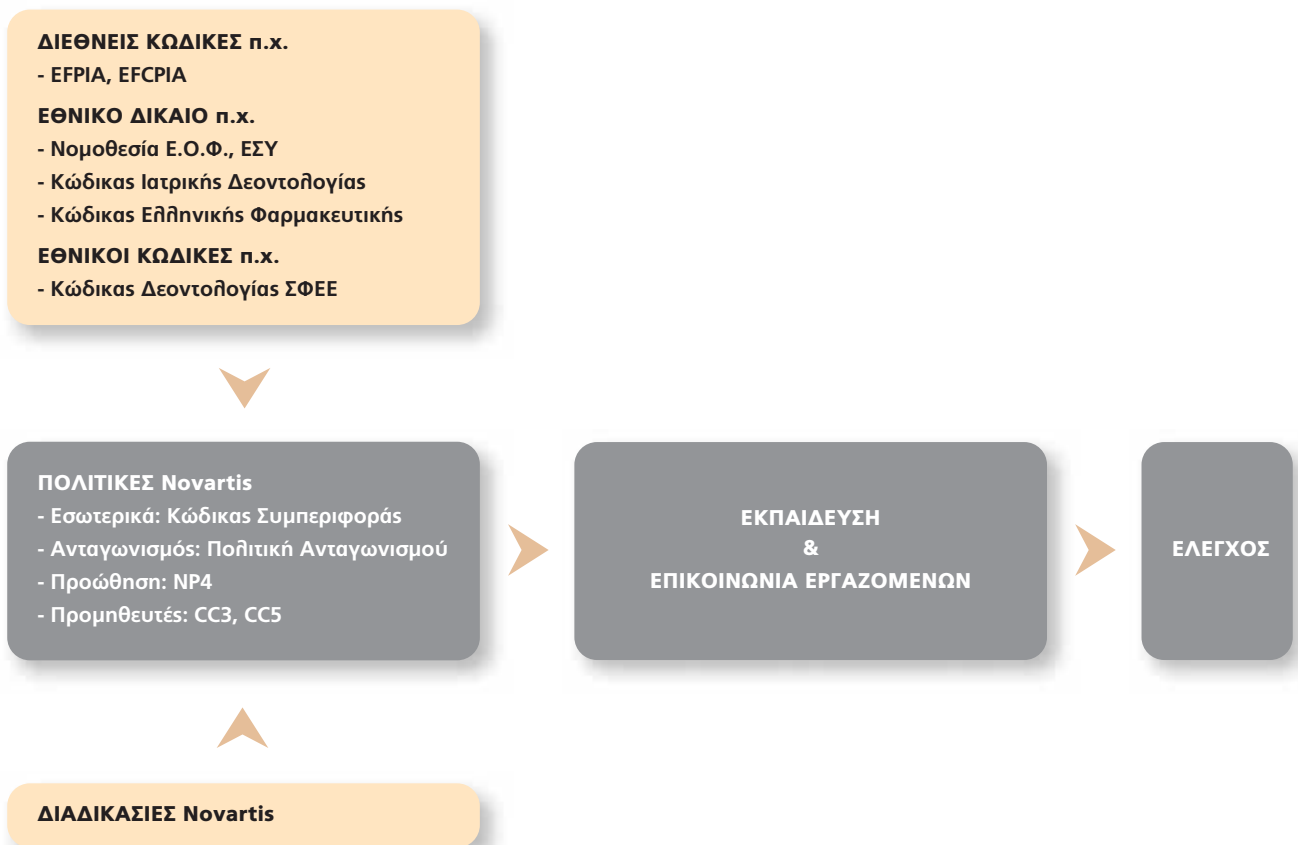 ΔΙΕΘΝΕΙΣ ΚΩΔΙΚΕΣ π.χ.
- EFPIA, EFCPIA
ΕΘΝΙΚΟ ΔΙΚΑΙΟ π.χ.
- Νομοθεσία Ε.Ο.Φ., ΕΣΥ
- Κώδικας Ιατρικής Δεοντολογίας
- Κώδικας Ελληνικής Φαρμακευτικής
ΕΘΝΙΚΟΙ ΚΩΔΙΚΕΣ π.χ.
- Κώδικας Δεοντολογίας ΣΦΕΕ
ΠΟΛΙΤΙΚΕΣ Novartis
- Εσωτερικά: Κώδικας Συμπεριφοράς
- Ανταγωνισμός: Πολιτική Ανταγωνισμού
- Προώθηση: NP4
- Προμηθευτές: CC3, CC5
ΕΚΠΑΙΔΕΥΣΗ
&
ΕΠΙΚΟΙΝΩΝΙΑ ΕΡΓΑΖΟΜΕΝΩΝ
ΕΛΕΓΧΟΣ
ΔΙΑΔΙΚΑΣΙΕΣ Novartis